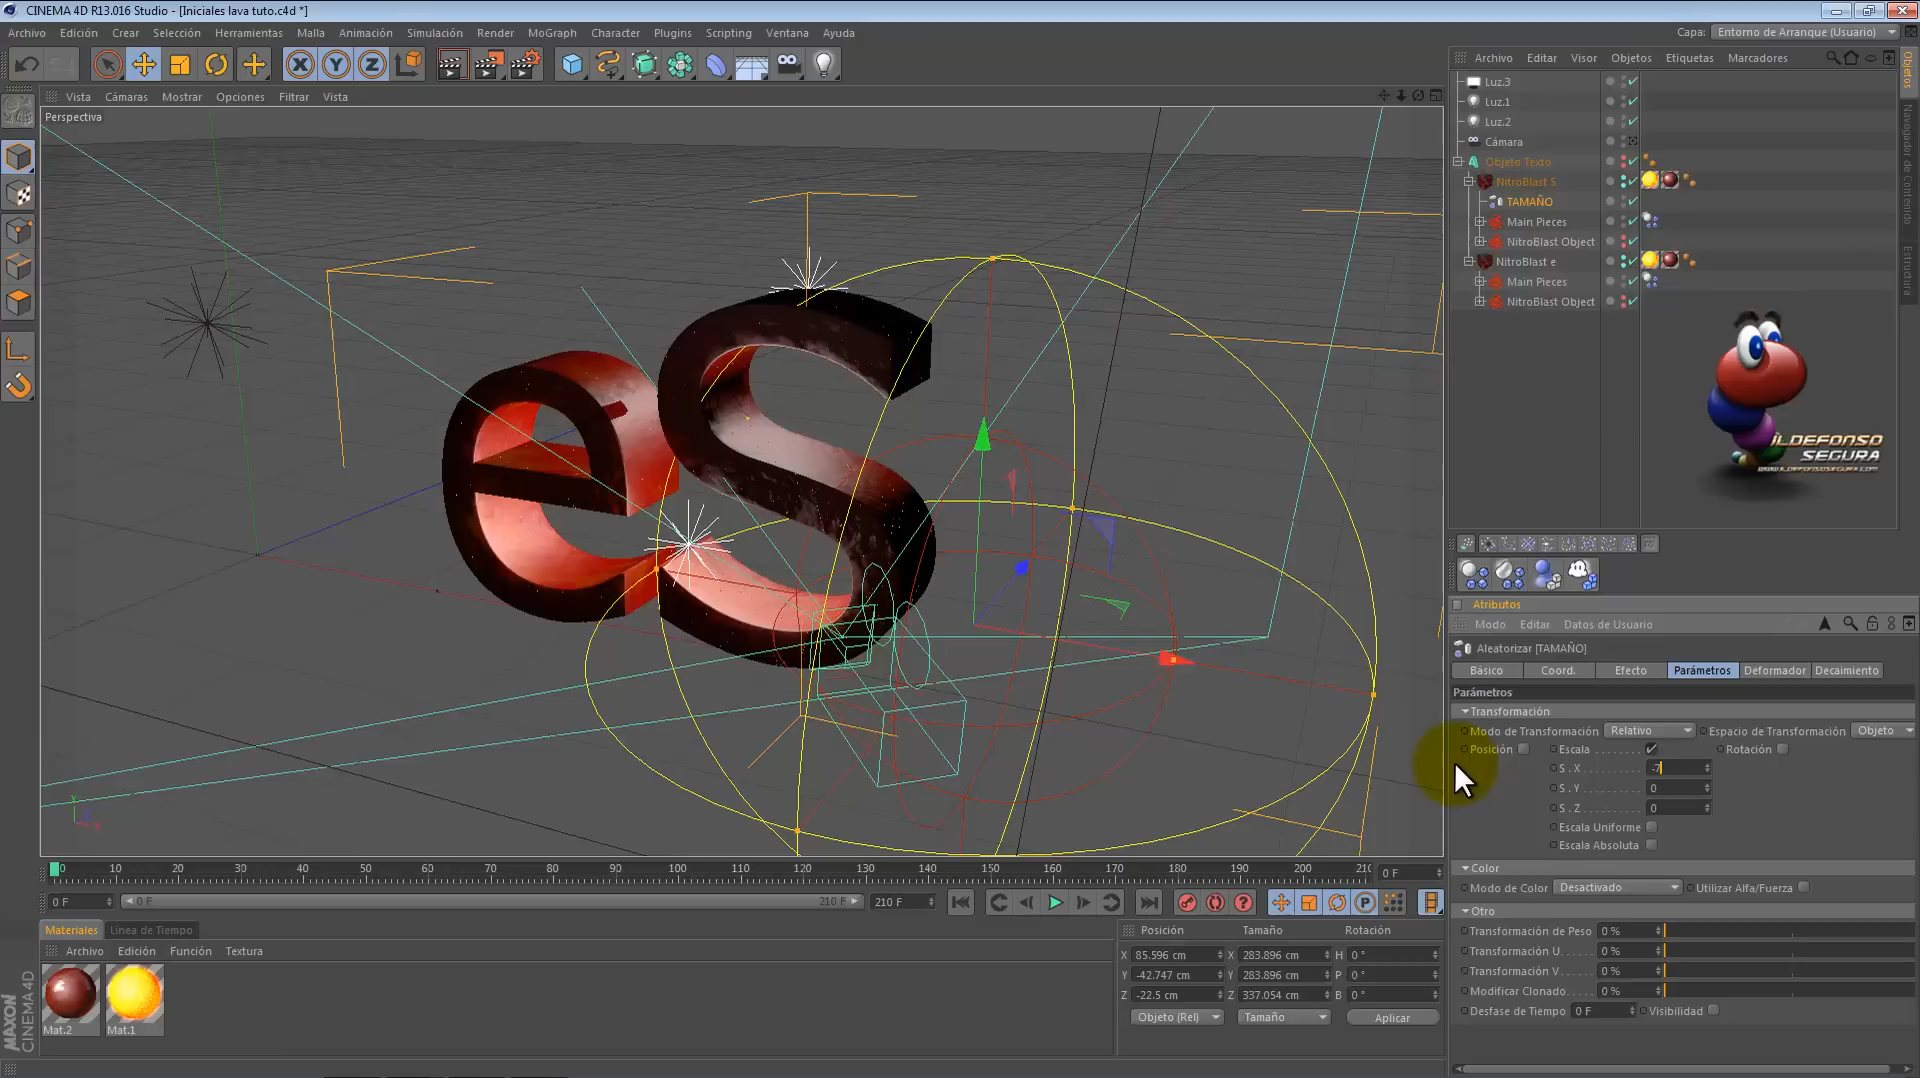 CINEMA 4D R13.016 Studio - [Iniciales lava tuto.c4d *]
Archivo Edición Crear Selección Herramientas Malla Animación Simulación Render MoGraph Character Plugins Scripting Ventana Ayuda
Capa: Entorno de Arranque (Usuario)
X Y Z
Vista Cámaras Mostrar Opciones Filtrar Vista
Perspectiva
Archivo Editar Visor Objetos Etiquetas Marcadores
Luz.3
Luz.1
Luz.2
Cámara
Objeto Texto
NitroBlast S
TAMAÑO
Main Pieces
NitroBlast Object
NitroBlast e
Main Pieces
NitroBlast Object
Objetos
Navegador de Contenido
Estructura
ILDEFONSO
SEGURA
WWW.ILDEFONSOSEGURA.COM
Atributos
Modo Editar Datos de Usuario
Aleatorizar [TAMAÑO]
Básico Coord. Efecto Parámetros Deformador Decaimiento
Parámetros
Transformación
Modo de Transformación Relativo Espacio de Transformación Objeto
Posición Escala Rotación
S . X -7
S . Y 0
S . Z 0
Escala Uniforme
Escala Absoluta
Color
Modo de Color Desactivado Utilizar Alfa/Fuerza
Otro
Transformación de Peso 0 %
Transformación U 0 %
Transformación V 0 %
Modificar Clonado 0 %
Desfase de Tiempo 0 F Visibilidad
Y
X
0 10 20 30 40 50 60 70 80 90 100 110 120 130 140 150 160 170 180 190 200 210 0 F
0 F 0 F 210 F 210 F
Materiales Línea de Tiempo
Archivo Edición Función Textura
Mat.2 Mat.1
MAXON
CINEMA 4D
Posición Tamaño Rotación
X 85.596 cm X 283.896 cm H 0 °
Y -42.747 cm Y 283.896 cm P 0 °
Z -22.5 cm Z 337.054 cm B 0 °
Objeto (Rel) Tamaño Aplicar